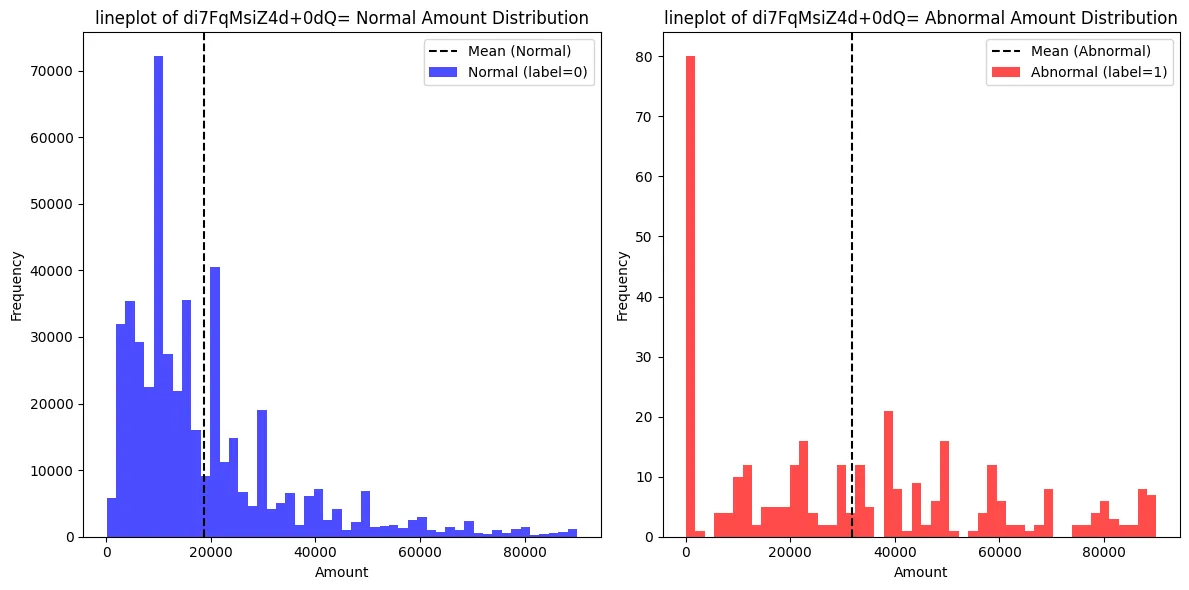 lineplot of di7FqMsiZ4d+0dQ= Normal Amount Distribution
Mean (Normal)
Normal (label=0)
70000
60000
50000
40000
30000
20000
10000
0
Frequency
0 20000 40000 60000 80000
Amount
lineplot of di7FqMsiZ4d+0dQ= Abnormal Amount Distribution
Mean (Abnormal)
Abnormal (label=1)
80
70
60
50
40
30
20
10
0
Frequency
0 20000 40000 60000 80000
Amount